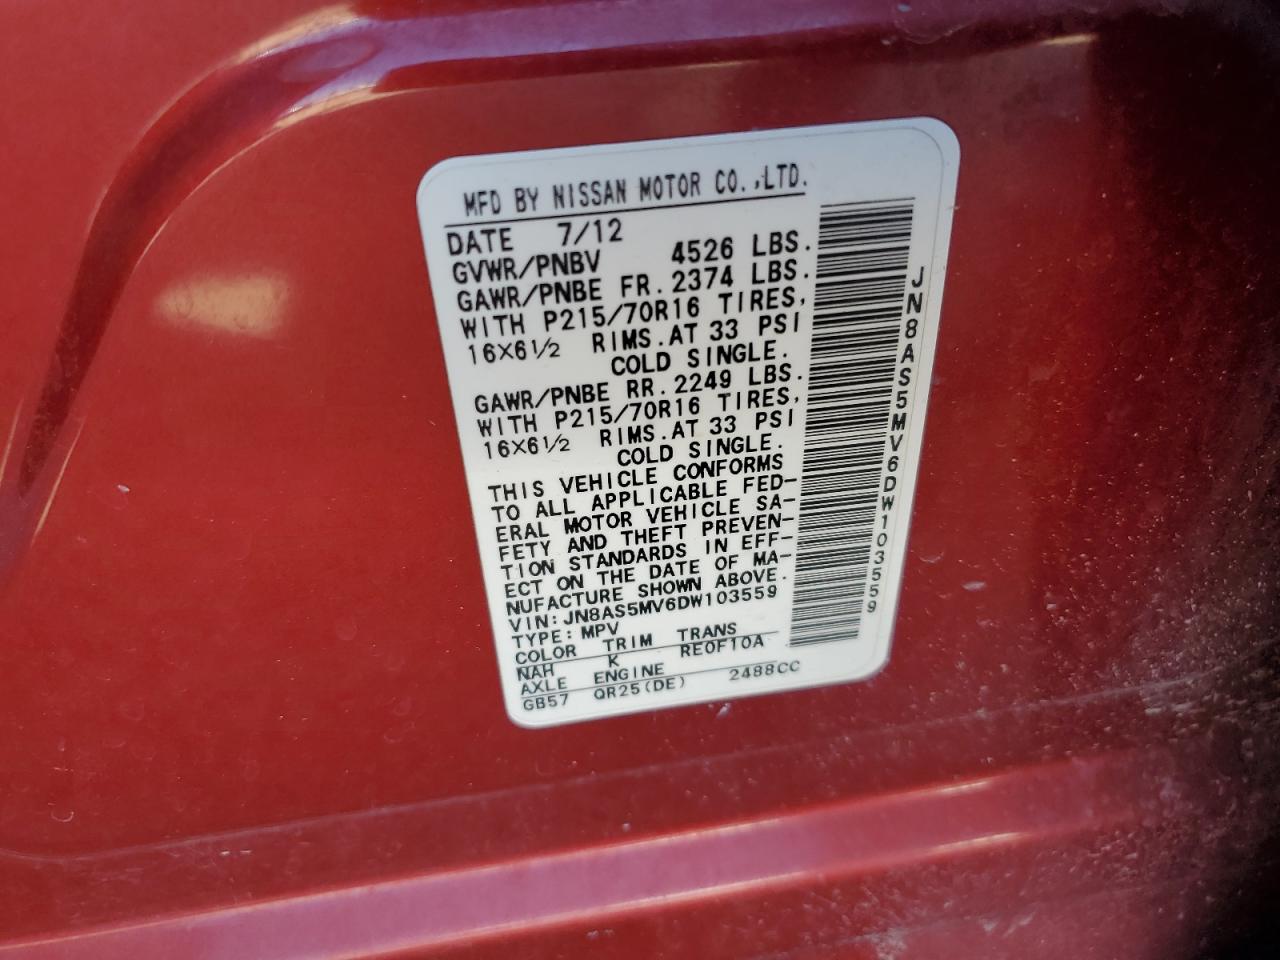 MFD BY NISSAN MOTOR CO.,LTD.
DATE 7/12
GVWR/PNBV 4526 LBS.
GAWR/PNBE FR. 2374 LBS.
WITH P215/70R16 TIRES,
16X6½ RIMS.AT 33 PSI
COLD SINGLE.
GAWR/PNBE RR. 2249 LBS.
WITH P215/70R16 TIRES,
16X6½ RIMS.AT 33 PSI
COLD SINGLE.
THIS VEHICLE CONFORMS
TO ALL APPLICABLE FED-
ERAL MOTOR VEHICLE SA-
FETY AND THEFT PREVEN-
TION STANDARDS IN EFF-
ECT ON THE DATE OF MA-
NUFACTURE SHOWN ABOVE.
VIN:JN8AS5MV6DW103559
TYPE:MPV
COLOR TRIM TRANS
NAH K RE0F10A
AXLE ENGINE
GB57 QR25(DE) 2488CC
JN8AS5MV6DW103559